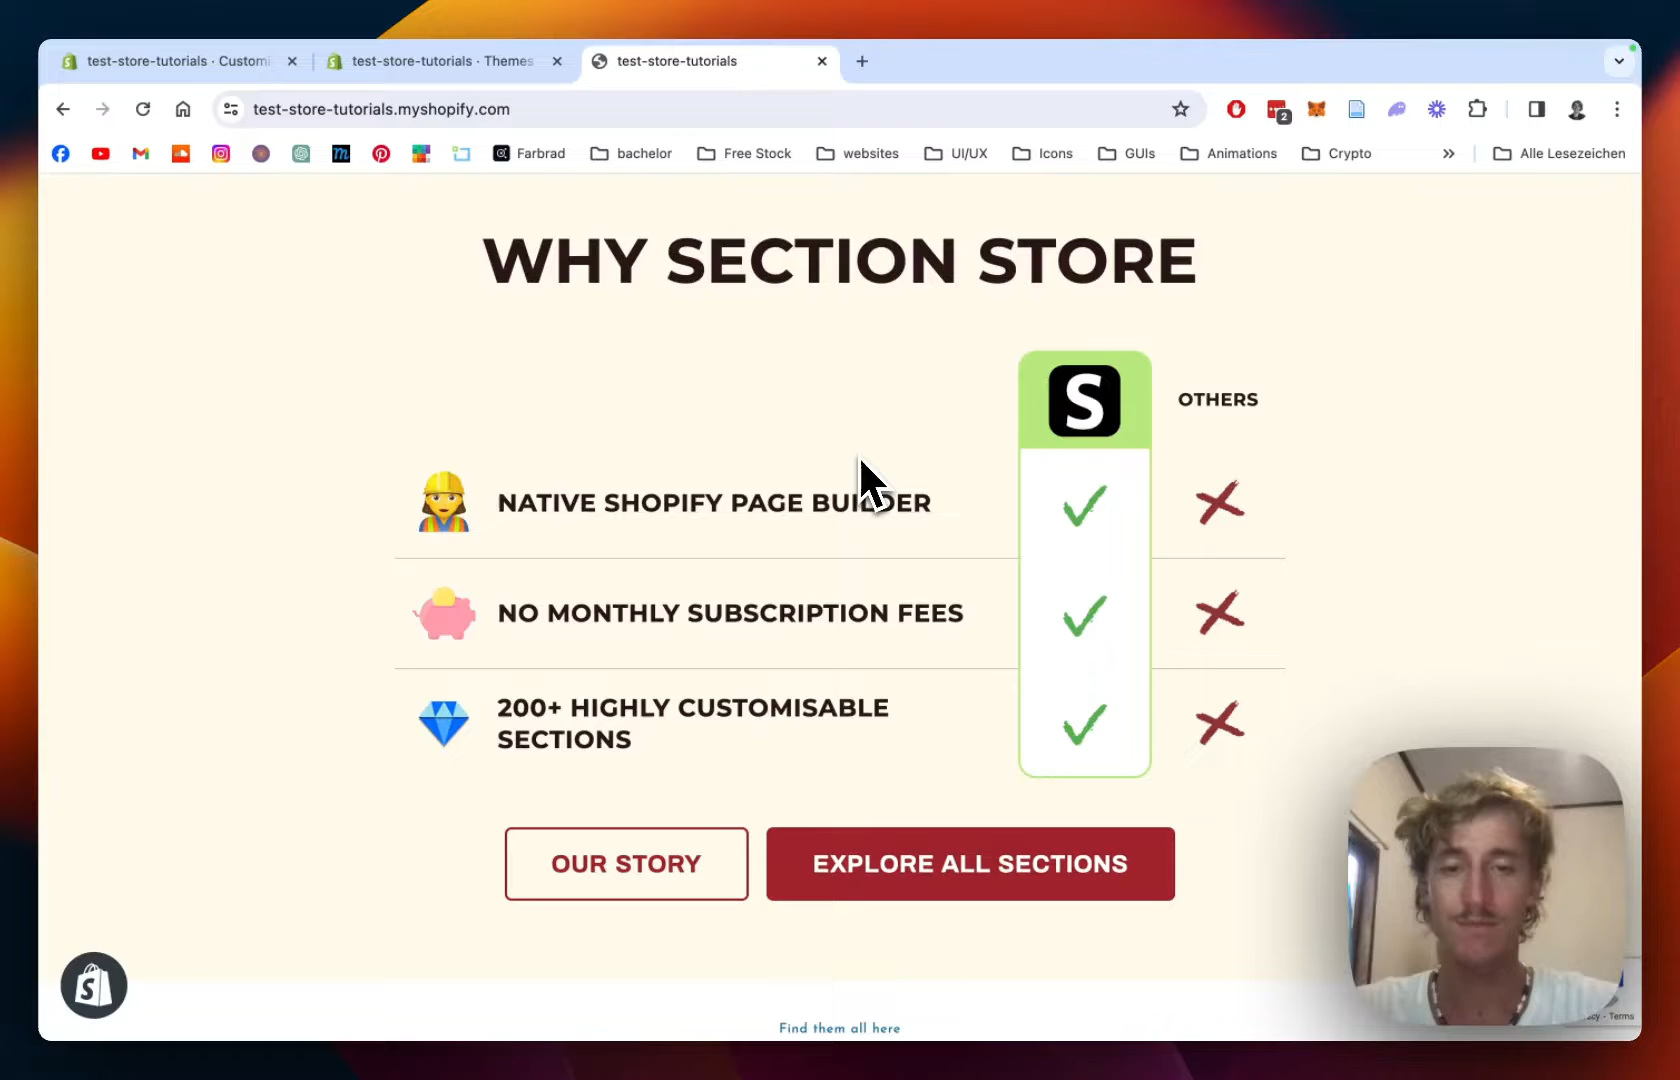 test-store-tutorials · Customi
test-store-tutorials · Themes
test-store-tutorials
test-store-tutorials.myshopify.com
2
Farbrad
bachelor
Free Stock
websites
UI/UX
Icons
GUIs
Animations
Crypto
Alle Lesezeichen
WHY SECTION STORE
S
OTHERS
NATIVE SHOPIFY PAGE BUILDER
NO MONTHLY SUBSCRIPTION FEES
200+ HIGHLY CUSTOMISABLE
SECTIONS
OUR STORY
EXPLORE ALL SECTIONS
Find them all here
Terms